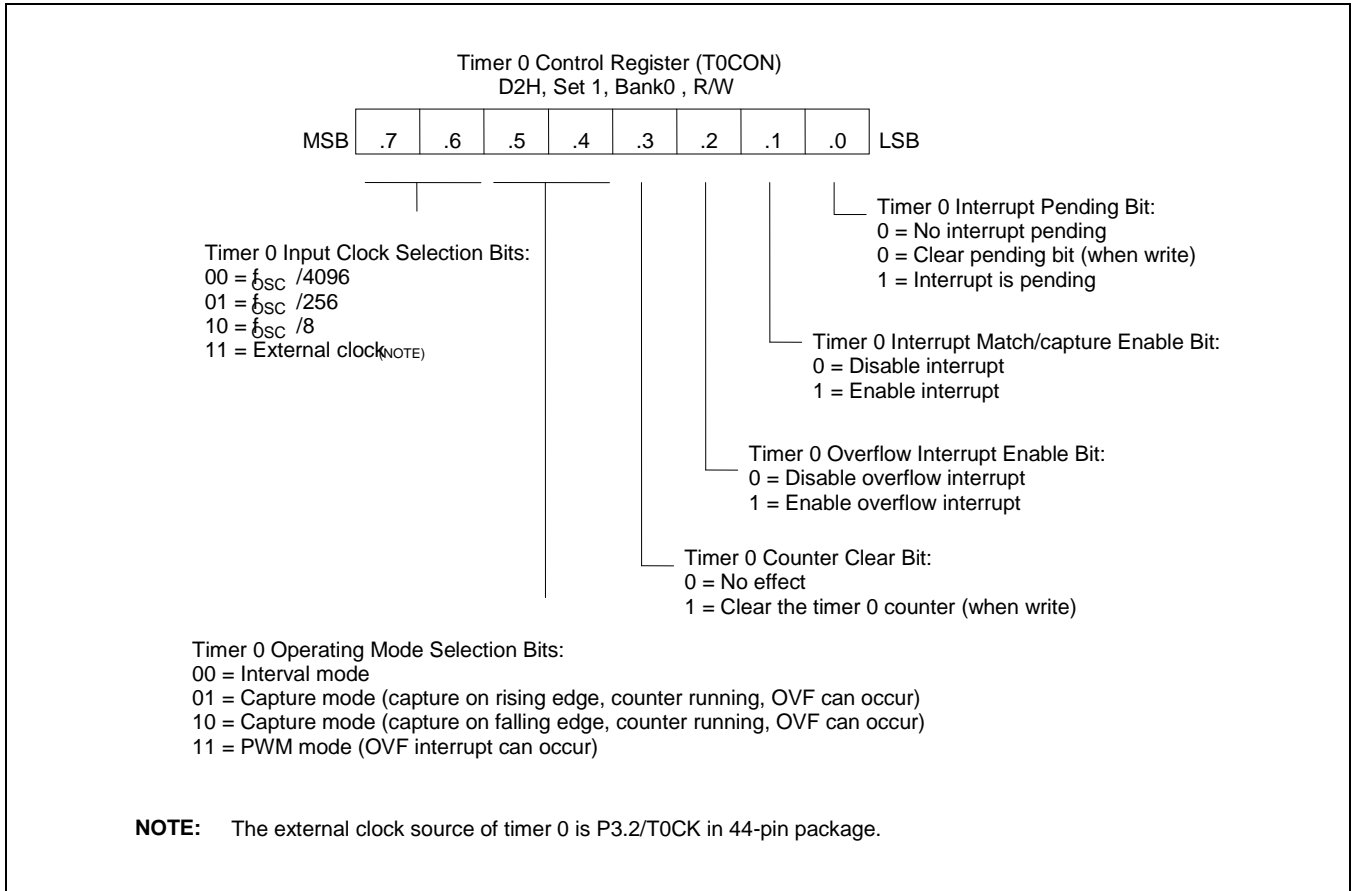 Timer 0 Control Register (T0CON)
D2H, Set 1, Bank0 , R/W
MSB .7 .6 .5 .4 .3 .2 .1 .0 LSB
Timer 0 Interrupt Pending Bit:
0 = No interrupt pending
0 = Clear pending bit (when write)
1 = Interrupt is pending
Timer 0 Input Clock Selection Bits:
00 = fOSC /4096
01 = fOSC /256
10 = fOSC /8
11 = External clock(NOTE)
Timer 0 Interrupt Match/capture Enable Bit:
0 = Disable interrupt
1 = Enable interrupt
Timer 0 Overflow Interrupt Enable Bit:
0 = Disable overflow interrupt
1 = Enable overflow interrupt
Timer 0 Counter Clear Bit:
0 = No effect
1 = Clear the timer 0 counter (when write)
Timer 0 Operating Mode Selection Bits:
00 = Interval mode
01 = Capture mode (capture on rising edge, counter running, OVF can occur)
10 = Capture mode (capture on falling edge, counter running, OVF can occur)
11 = PWM mode (OVF interrupt can occur)
NOTE: The external clock source of timer 0 is P3.2/T0CK in 44-pin package.